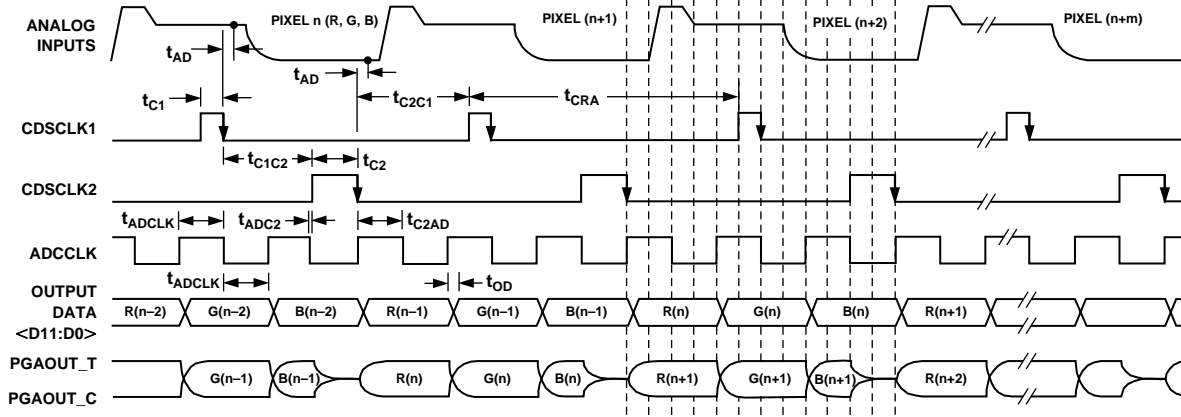 ANALOG
INPUTS
PIXEL n (R, G, B)
PIXEL (n+1)
PIXEL (n+2)
PIXEL (n+m)
tAD
tAD
tC1
tC2C1
tCRA
CDSCLK1
tC1C2
tC2
CDSCLK2
tADCLK
tADC2
tC2AD
ADCCLK
tADCLK
tOD
OUTPUT
DATA
<D11:D0>
R(n–2) G(n–2) B(n–2) R(n–1) G(n–1) B(n–1) R(n) G(n) B(n) R(n+1)
PGAOUT_T
PGAOUT_C
G(n–1) B(n–1) R(n) G(n) B(n) R(n+1) G(n+1) B(n+1) R(n+2)